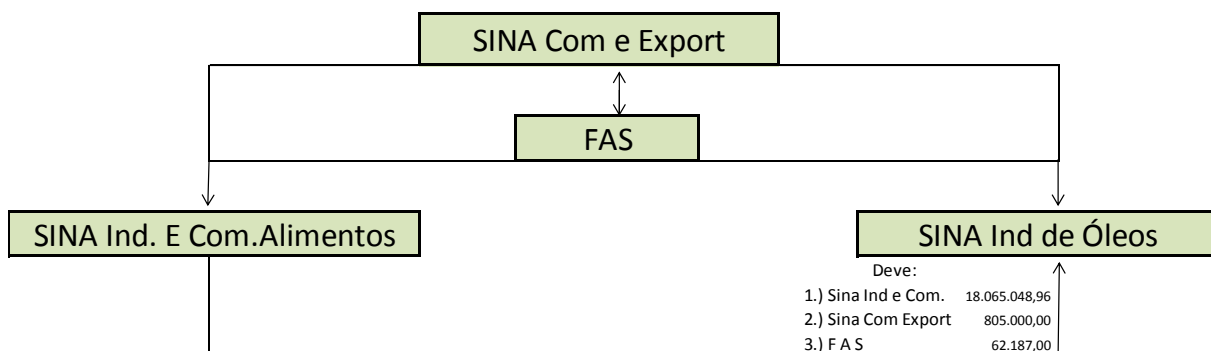 SINA Com e Export
FAS
SINA Ind. E Com.Alimentos
SINA Ind de Óleos
Deve:
1.) Sina Ind e Com. 18.065.048,96
2.) Sina Com Export 805.000,00
3.) F A S 62.187,00